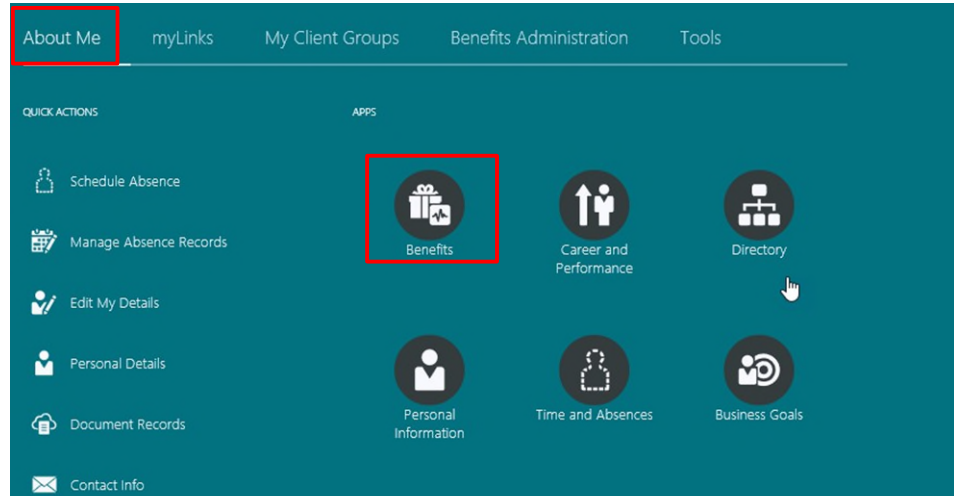 About Me
myLinks
My Client Groups
Benefits Administration
Tools
QUICK ACTIONS
APPS
Schedule Absence
Manage Absence Records
Edit My Details
Personal Details
Document Records
Contact Info
Benefits
Career and
Performance
Directory
Personal
Information
Time and Absences
Business Goals